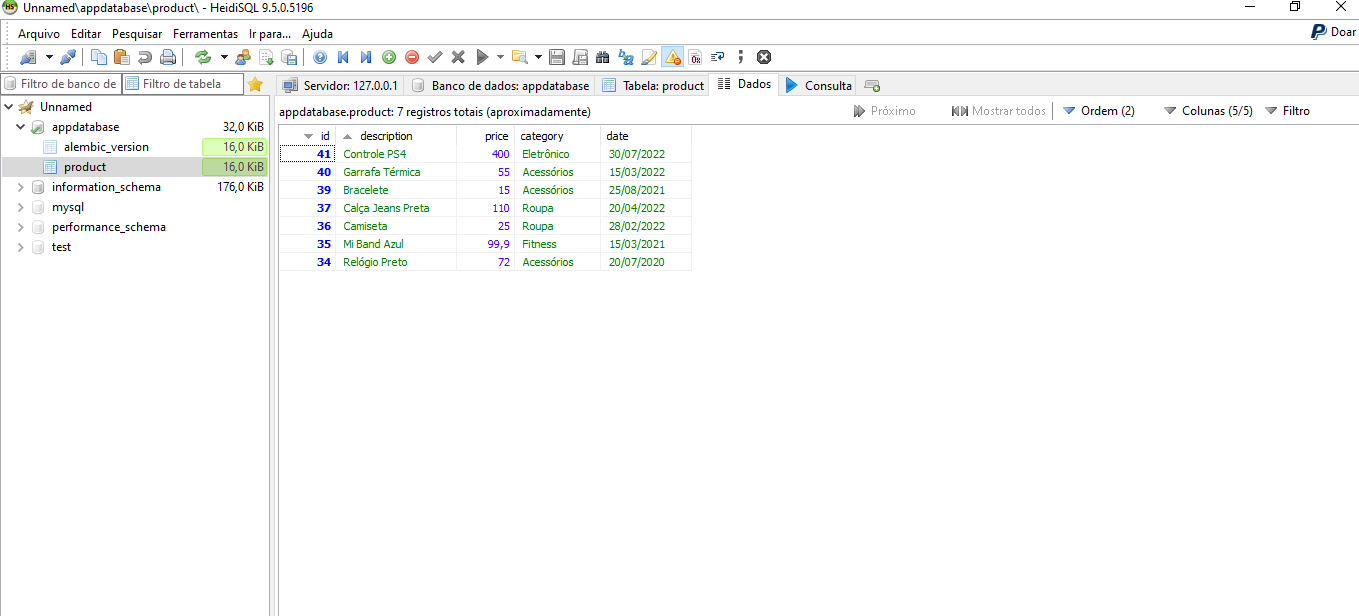 Unnamed\appdatabase\product\ - HeidiSQL 9.5.0.5196
Arquivo Editar Pesquisar Ferramentas Ir para... Ajuda
Doar
Filtro de banco de Filtro de tabela
Servidor: 127.0.0.1 Banco de dados: appdatabase Tabela: product Dados Consulta
Unnamed
appdatabase 32,0 KiB
alembic_version 16,0 KiB
product 16,0 KiB
information_schema 176,0 KiB
mysql
performance_schema
test
appdatabase.product: 7 registros totais (aproximadamente)
Próximo Mostrar todos Ordem (2) Colunas (5/5) Filtro
id description price category date
41 Controle PS4 400 Eletrônico 30/07/2022
40 Garrafa Térmica 55 Acessórios 15/03/2022
39 Bracelete 15 Acessórios 25/08/2021
37 Calça Jeans Preta 110 Roupa 20/04/2022
36 Camiseta 25 Roupa 28/02/2022
35 Mi Band Azul 99,9 Fitness 15/03/2021
34 Relógio Preto 72 Acessórios 20/07/2020